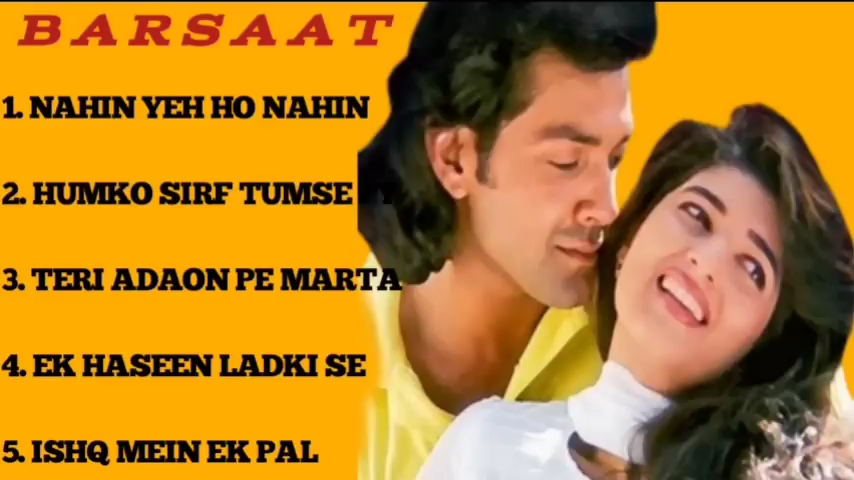 BARSAAT
1. NAHIN YEH HO NAHIN
2. HUMKO SIRF TUMSE
3. TERI ADAON PE MARTA
4. EK HASEEN LADKI SE
5. ISHQ MEIN EK PAL